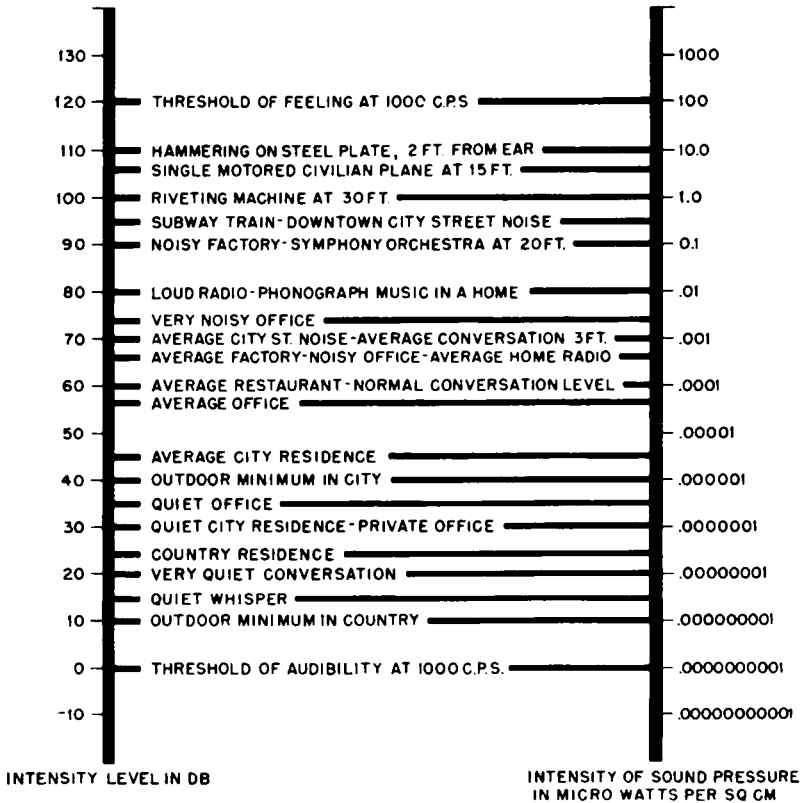 130 1000
120 THRESHOLD OF FEELING AT 1000 C.P.S 100
110 HAMMERING ON STEEL PLATE, 2 FT. FROM EAR 10.0
SINGLE MOTORED CIVILIAN PLANE AT 15 FT.
100 RIVETING MACHINE AT 30 FT. 1.0
SUBWAY TRAIN-DOWNTOWN CITY STREET NOISE
90 NOISY FACTORY-SYMPHONY ORCHESTRA AT 20 FT. 0.1
80 LOUD RADIO-PHONOGRAPH MUSIC IN A HOME .01
VERY NOISY OFFICE
70 AVERAGE CITY ST. NOISE-AVERAGE CONVERSATION 3 FT. .001
AVERAGE FACTORY-NOISY OFFICE-AVERAGE HOME RADIO
60 AVERAGE RESTAURANT-NORMAL CONVERSATION LEVEL .0001
AVERAGE OFFICE
50 .00001
AVERAGE CITY RESIDENCE
40 OUTDOOR MINIMUM IN CITY .000001
QUIET OFFICE
30 QUIET CITY RESIDENCE-PRIVATE OFFICE .0000001
COUNTRY RESIDENCE
20 VERY QUIET CONVERSATION .00000001
QUIET WHISPER
10 OUTDOOR MINIMUM IN COUNTRY .000000001
0 THRESHOLD OF AUDIBILITY AT 1000 C.P.S. .0000000001
-10 .00000000001
INTENSITY LEVEL IN DB
INTENSITY OF SOUND PRESSURE
IN MICRO WATTS PER SQ CM